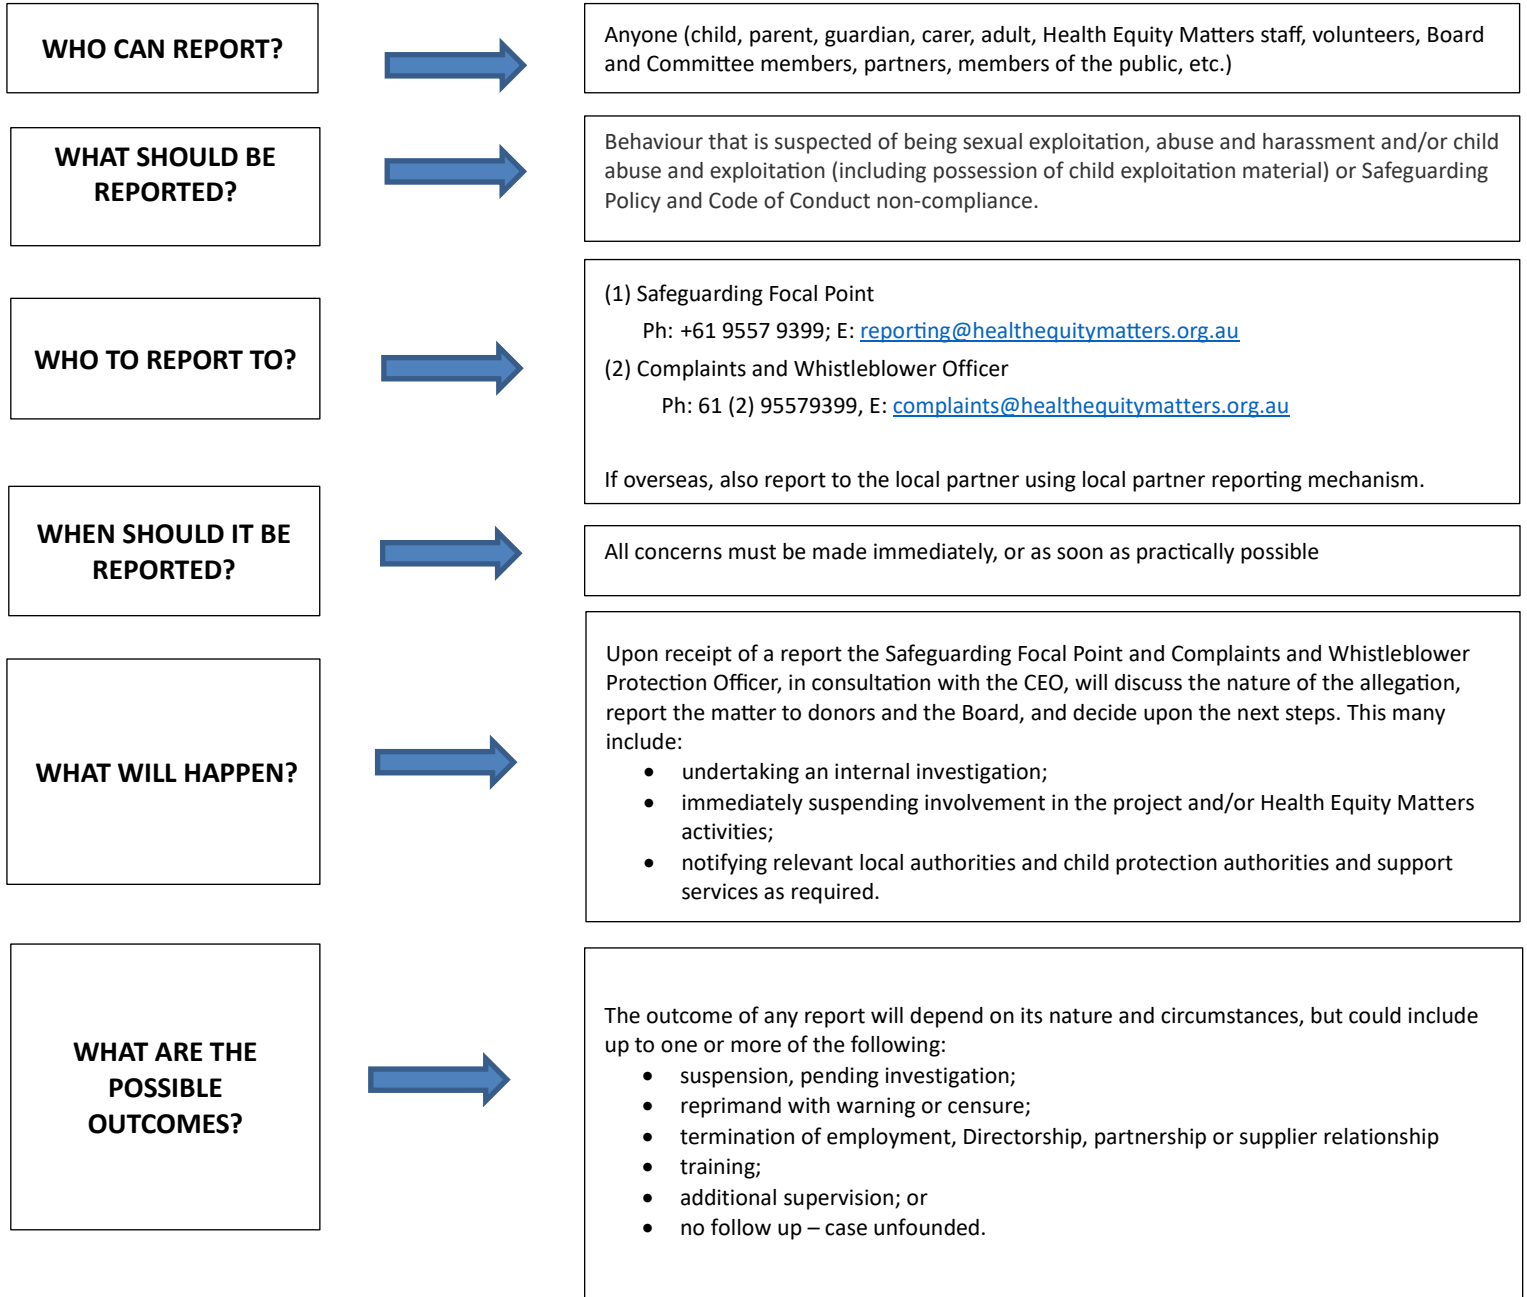 WHO CAN REPORT?
Anyone (child, parent, guardian, carer, adult, Health Equity Matters staff, volunteers, Board
and Committee members, partners, members of the public, etc.)
WHAT SHOULD BE
REPORTED?
Behaviour that is suspected of being sexual exploitation, abuse and harassment and/or child
abuse and exploitation (including possession of child exploitation material) or Safeguarding
Policy and Code of Conduct non-compliance.
WHO TO REPORT TO?
(1) Safeguarding Focal Point
Ph: +61 9557 9399; E: reporting@healthequitymatters.org.au
(2) Complaints and Whistleblower Officer
Ph: 61 (2) 95579399, E: complaints@healthequitymatters.org.au
If overseas, also report to the local partner using local partner reporting mechanism.
WHEN SHOULD IT BE
REPORTED?
All concerns must be made immediately, or as soon as practically possible
WHAT WILL HAPPEN?
Upon receipt of a report the Safeguarding Focal Point and Complaints and Whistleblower
Protection Officer, in consultation with the CEO, will discuss the nature of the allegation,
report the matter to donors and the Board, and decide upon the next steps. This many
include:
• undertaking an internal investigation;
• immediately suspending involvement in the project and/or Health Equity Matters
activities;
• notifying relevant local authorities and child protection authorities and support
services as required.
WHAT ARE THE
POSSIBLE
OUTCOMES?
The outcome of any report will depend on its nature and circumstances, but could include
up to one or more of the following:
• suspension, pending investigation;
• reprimand with warning or censure;
• termination of employment, Directorship, partnership or supplier relationship
• training;
• additional supervision; or
• no follow up – case unfounded.